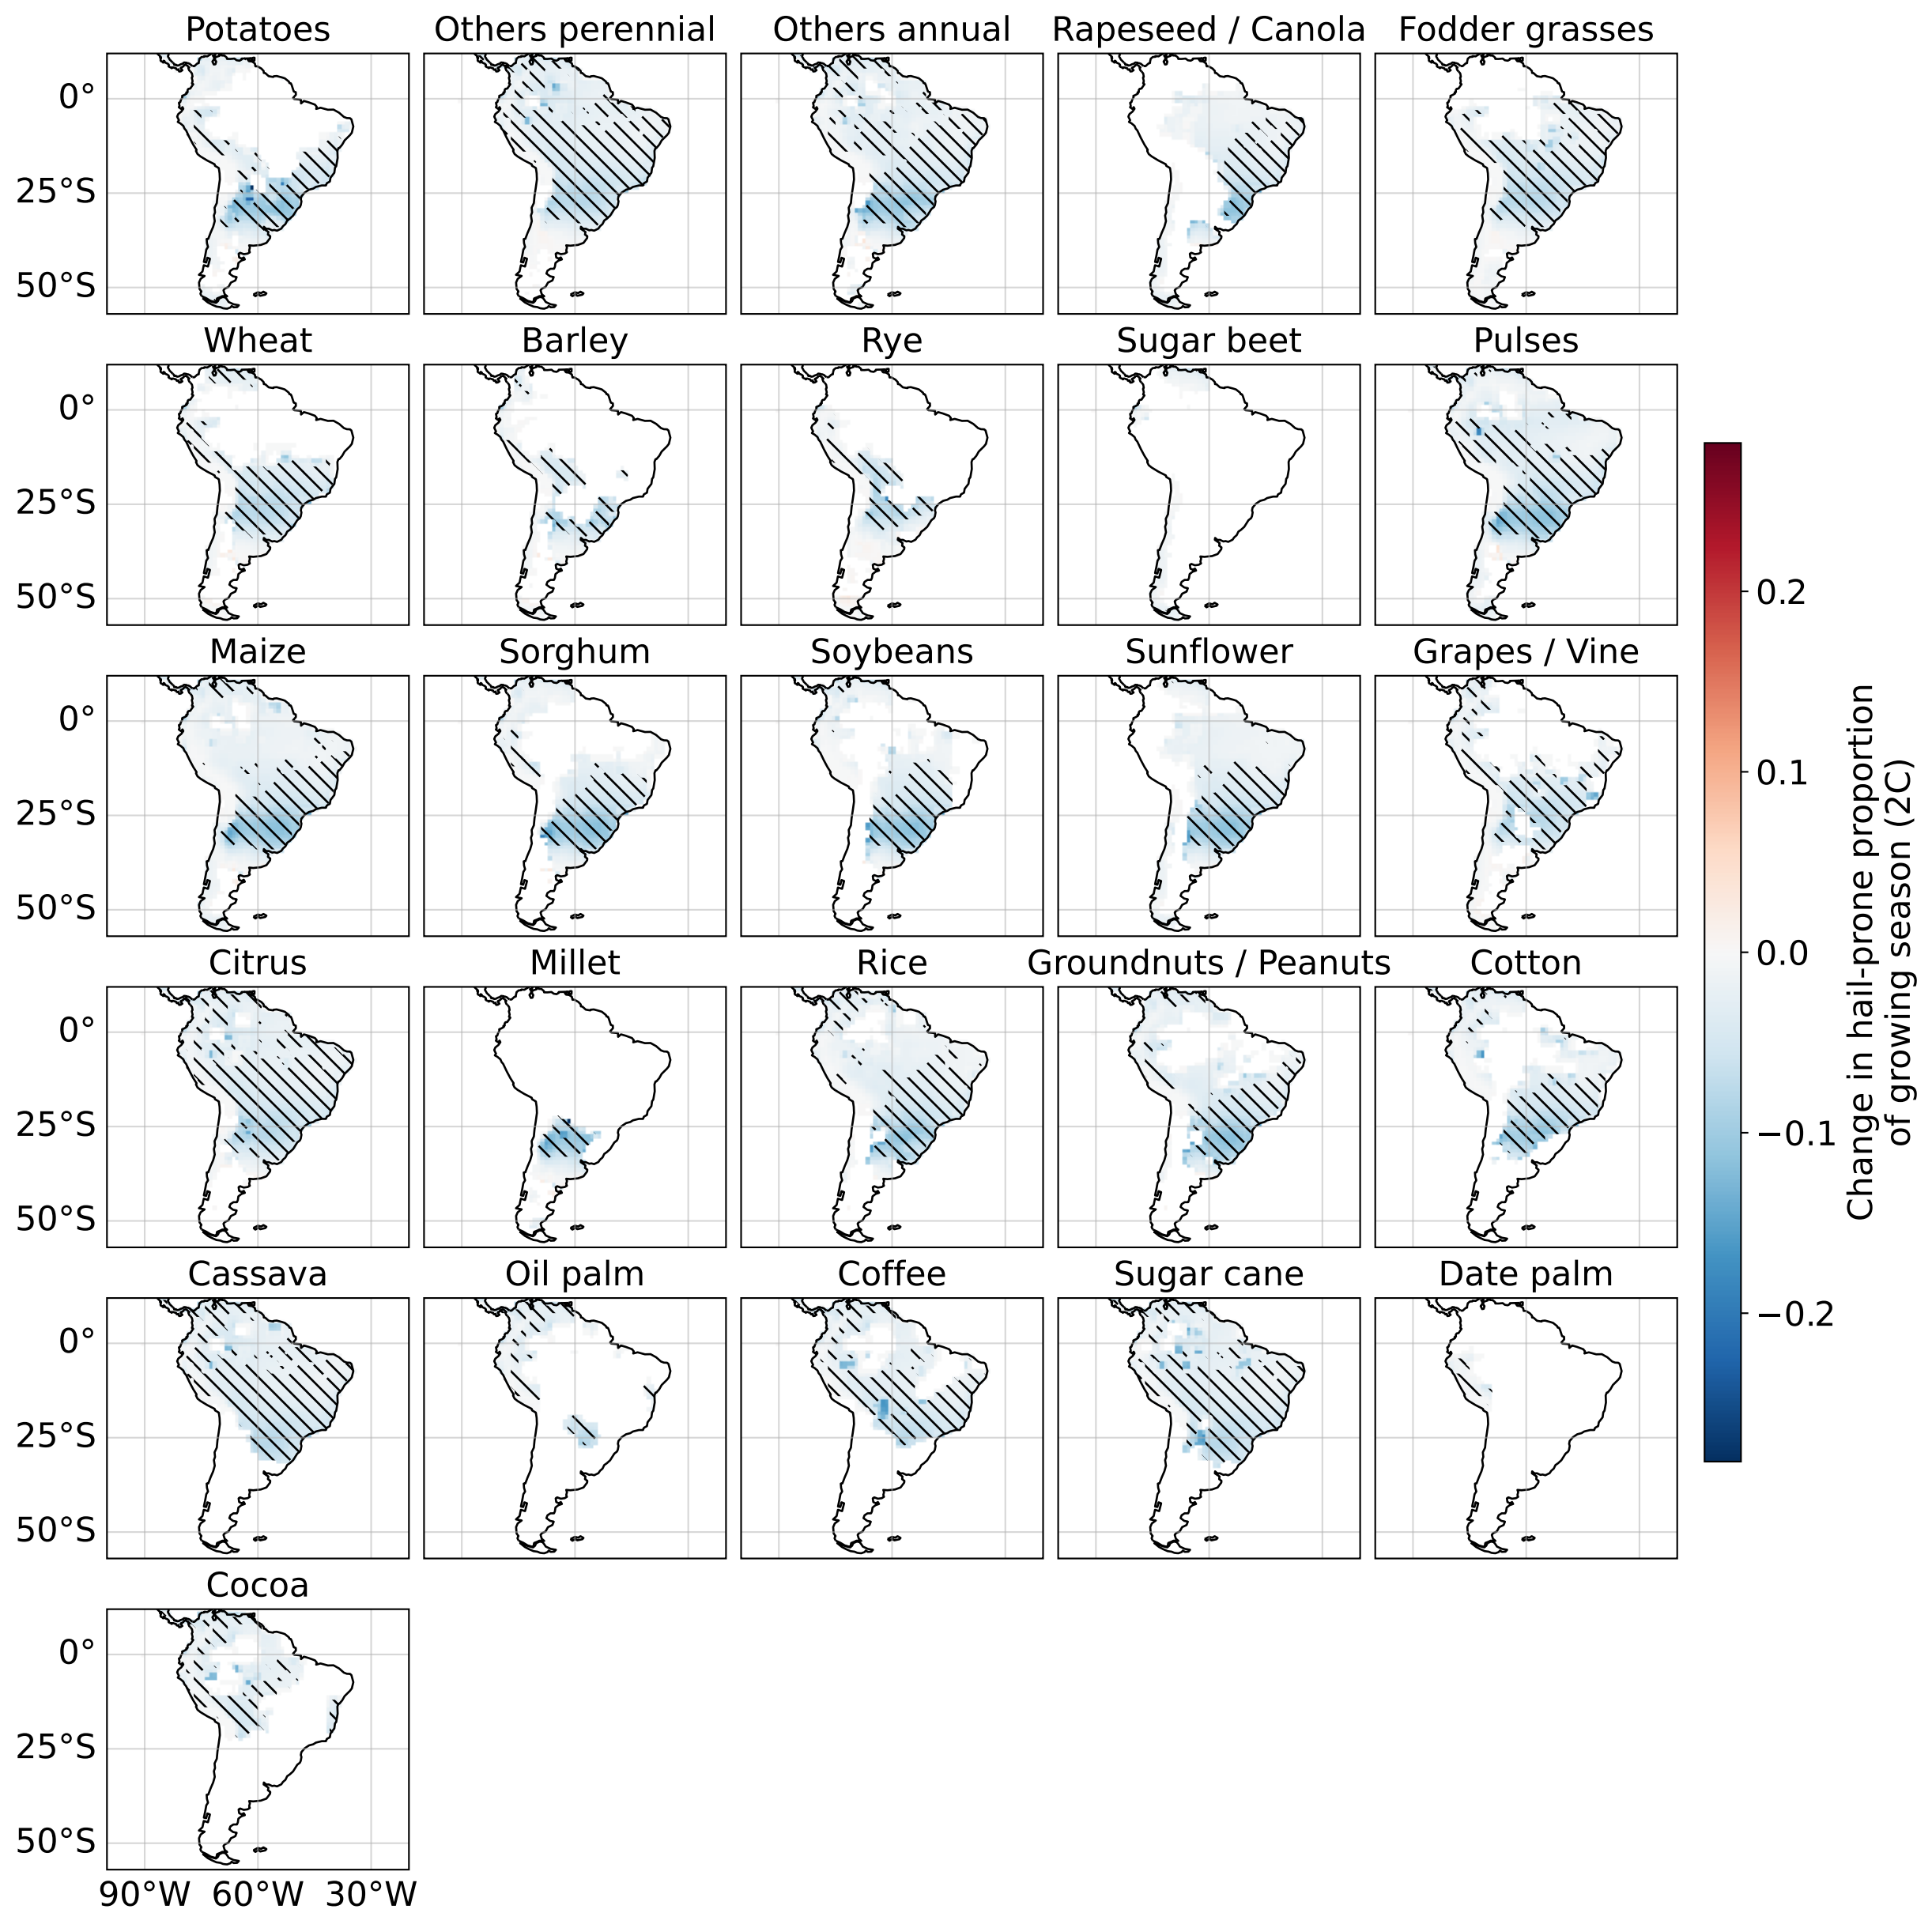 Potatoes
Others perennial
Others annual
Rapeseed / Canola
Fodder grasses
0°
25°S
50°S
Wheat
Barley
Rye
Sugar beet
Pulses
0°
25°S
50°S
Maize
Sorghum
Soybeans
Sunflower
Grapes / Vine
0°
25°S
50°S
Citrus
Millet
Rice
Groundnuts / Peanuts
Cotton
0°
25°S
50°S
Cassava
Oil palm
Coffee
Sugar cane
Date palm
0°
25°S
50°S
Cocoa
0°
25°S
50°S
90°W
60°W
30°W
0.2
0.1
0.0
−0.1
−0.2
Change in hail-prone proportion
of growing season (2C)